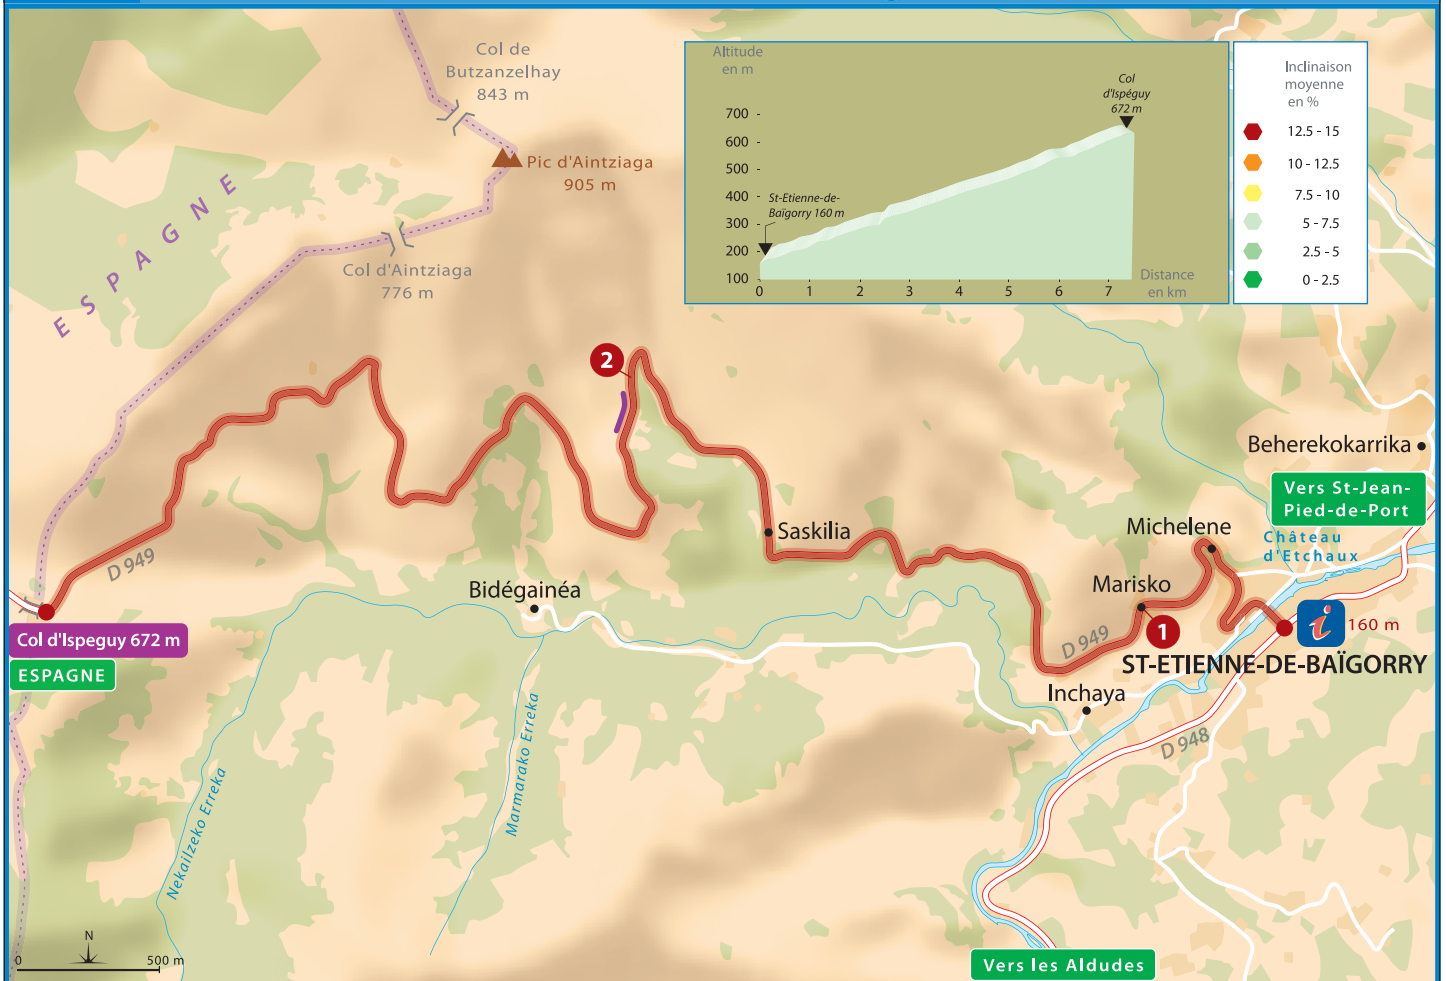 Col de
Butzanzelhay
843 m
Pic d'Aintziaga
905 m
Col d'Aintziaga
776 m
ESPAGNE
Altitude
en m
700 -
600 -
500 -
400 -
300 -
200 -
100 -
0 1 2 3 4 5 6 7
Distance
en km
St-Etienne-de-
Baïgorry 160 m
Col
d'Ispéguy
672 m
Inclinaison
moyenne
en %
12.5 - 15
10 - 12.5
7.5 - 10
5 - 7.5
2.5 - 5
0 - 2.5
2
Beherekokarrika
Vers St-Jean-
Pied-de-Port
Château
d'Etchaux
Michelene
Saskilia
Marisko
1
160 m
ST-ETIENNE-DE-BAÏGORRY
D 949
D 949
Bidégainéa
Inchaya
D 948
Col d'Ispeguy 672 m
ESPAGNE
Nekailzeko Erreka
Marmarako Erreka
Vers les Aldudes
N
0 500 m